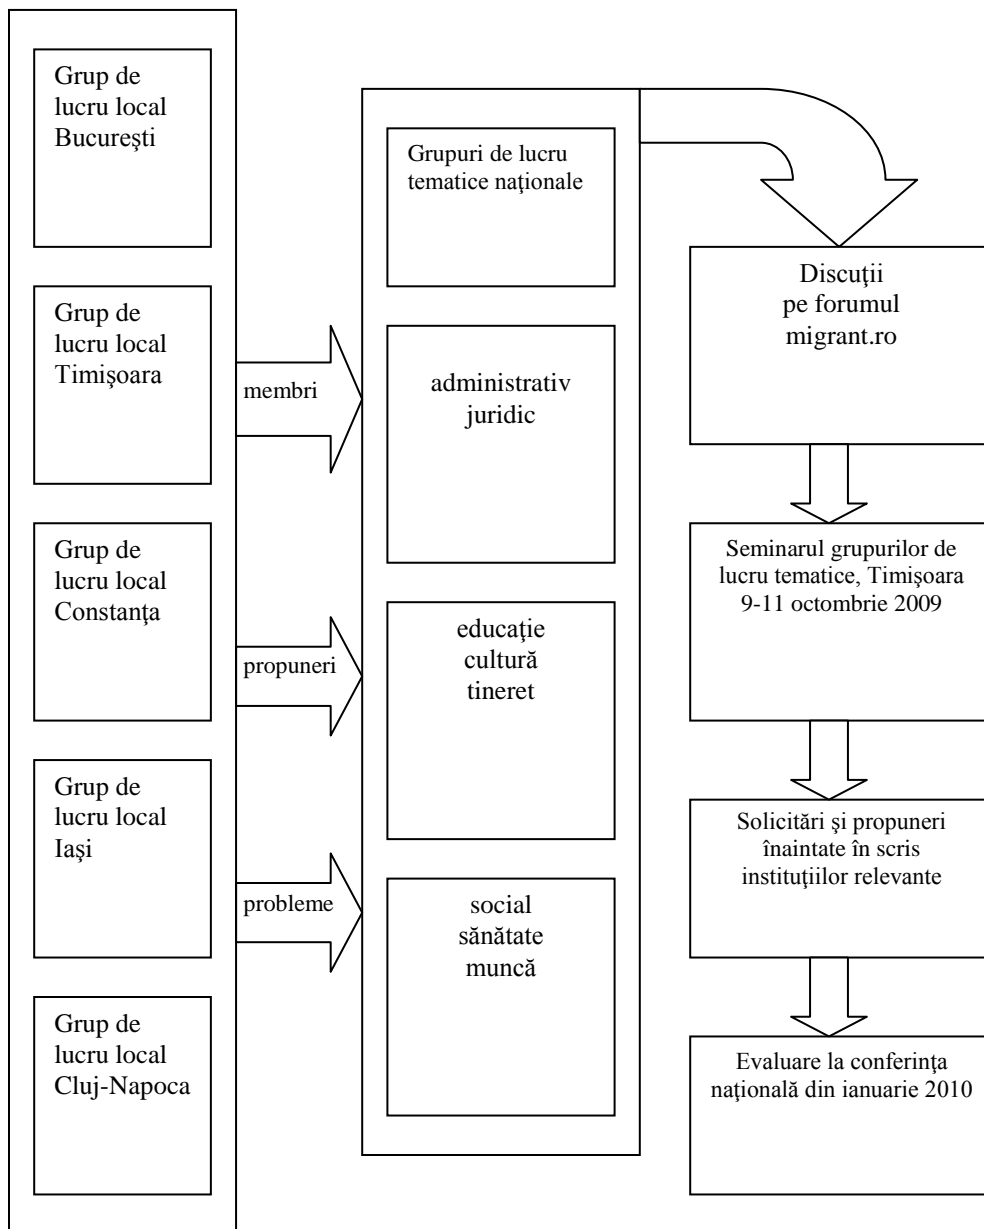 Grup de
lucru local
Bucureşti
Grup de
lucru local
Timişoara
Grup de
lucru local
Constanţa
Grup de
lucru local
Iaşi
Grup de
lucru local
Cluj-Napoca
membri
propuneri
probleme
Grupuri de lucru
tematice naţionale
administrativ
juridic
educaţie
cultură
tineret
social
sănătate
muncă
Discuţii
pe forumul
migrant.ro
Seminarul grupurilor de
lucru tematice, Timişoara
9-11 octombrie 2009
Solicitări şi propuneri
înaintate în scris
instituţiilor relevante
Evaluare la conferinţa
naţională din ianuarie 2010